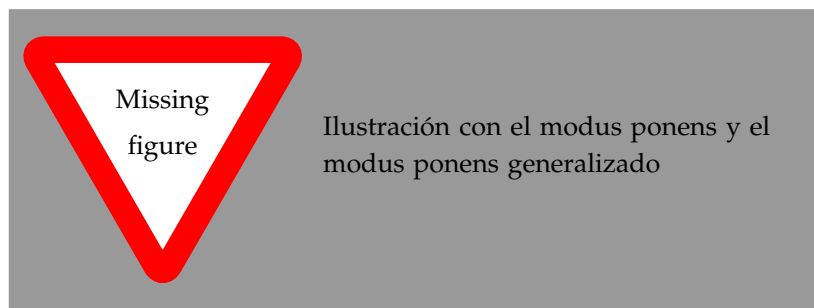 Missing
figure
Ilustración con el modus ponens y el
modus ponens generalizado